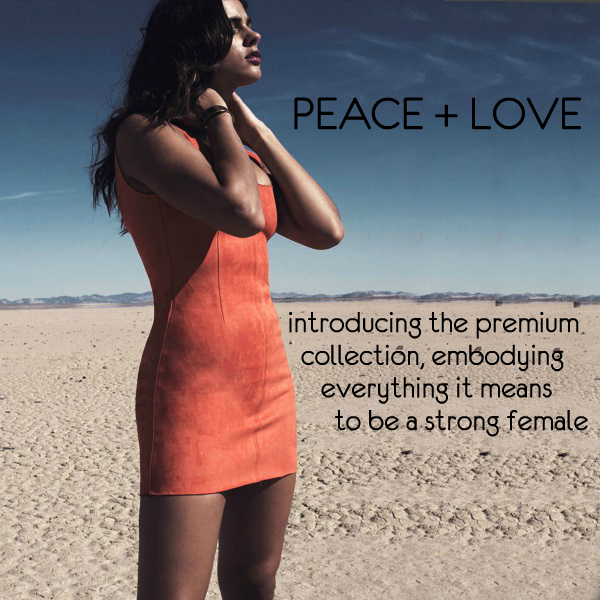 PEACE + LOVE
introducing the premium
collection, embodying
everything it means
to be a strong female